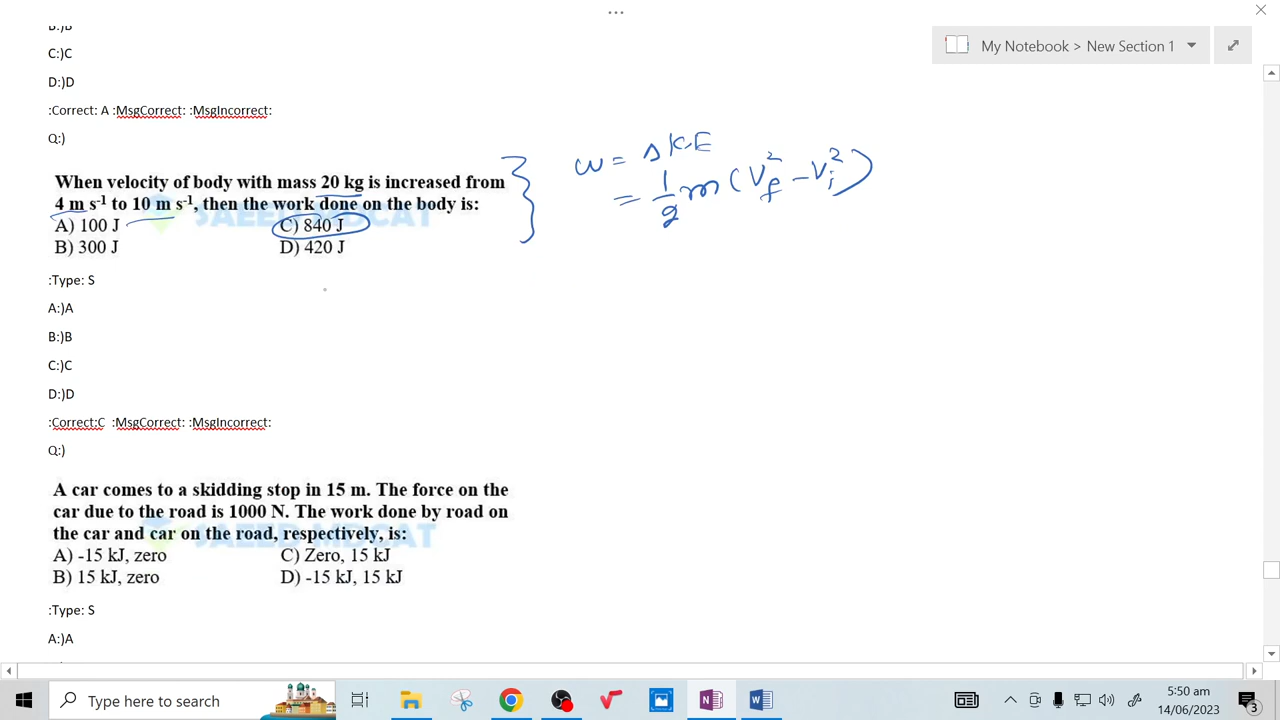 My Notebook > New Section 1
B:)B
C:)C
D:)D
:Correct: A :MsgCorrect: :MsgIncorrect:
Q:)
When velocity of body with mass 20 kg is increased from
4 m s⁻¹ to 10 m s⁻¹, then the work done on the body is:
A) 100 J
C) 840 J
B) 300 J
D) 420 J
w = ΔK.E
= 1/2 m (Vf² - Vi²)
:Type: S
A:)A
B:)B
C:)C
D:)D
:Correct:C :MsgCorrect: :MsgIncorrect:
Q:)
A car comes to a skidding stop in 15 m. The force on the
car due to the road is 1000 N. The work done by road on
the car and car on the road, respectively, is:
SAEED MDCAT
A) -15 kJ, zero
C) Zero, 15 kJ
B) 15 kJ, zero
D) -15 kJ, 15 kJ
:Type: S
A:)A
Type here to search
5:50 am
14/06/2023
3